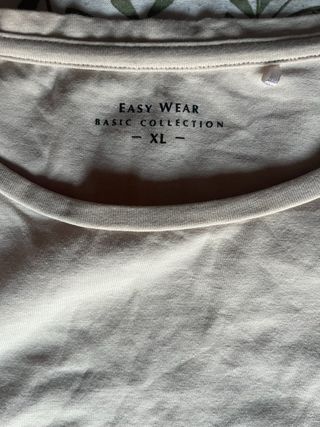 EASY WEAR
BASIC COLLECTION
– XL –